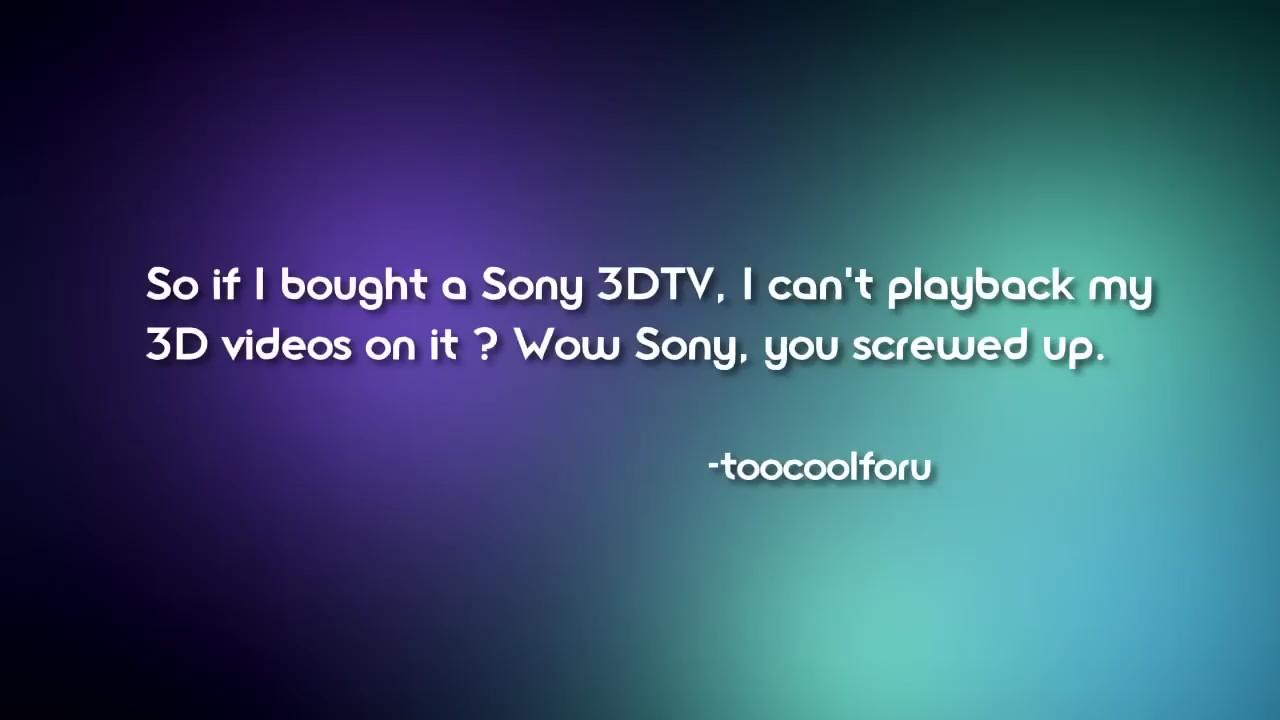 So if I bought a Sony 3DTV, I can't playback my
3D videos on it ? Wow Sony, you screwed up.
-toocoolforu